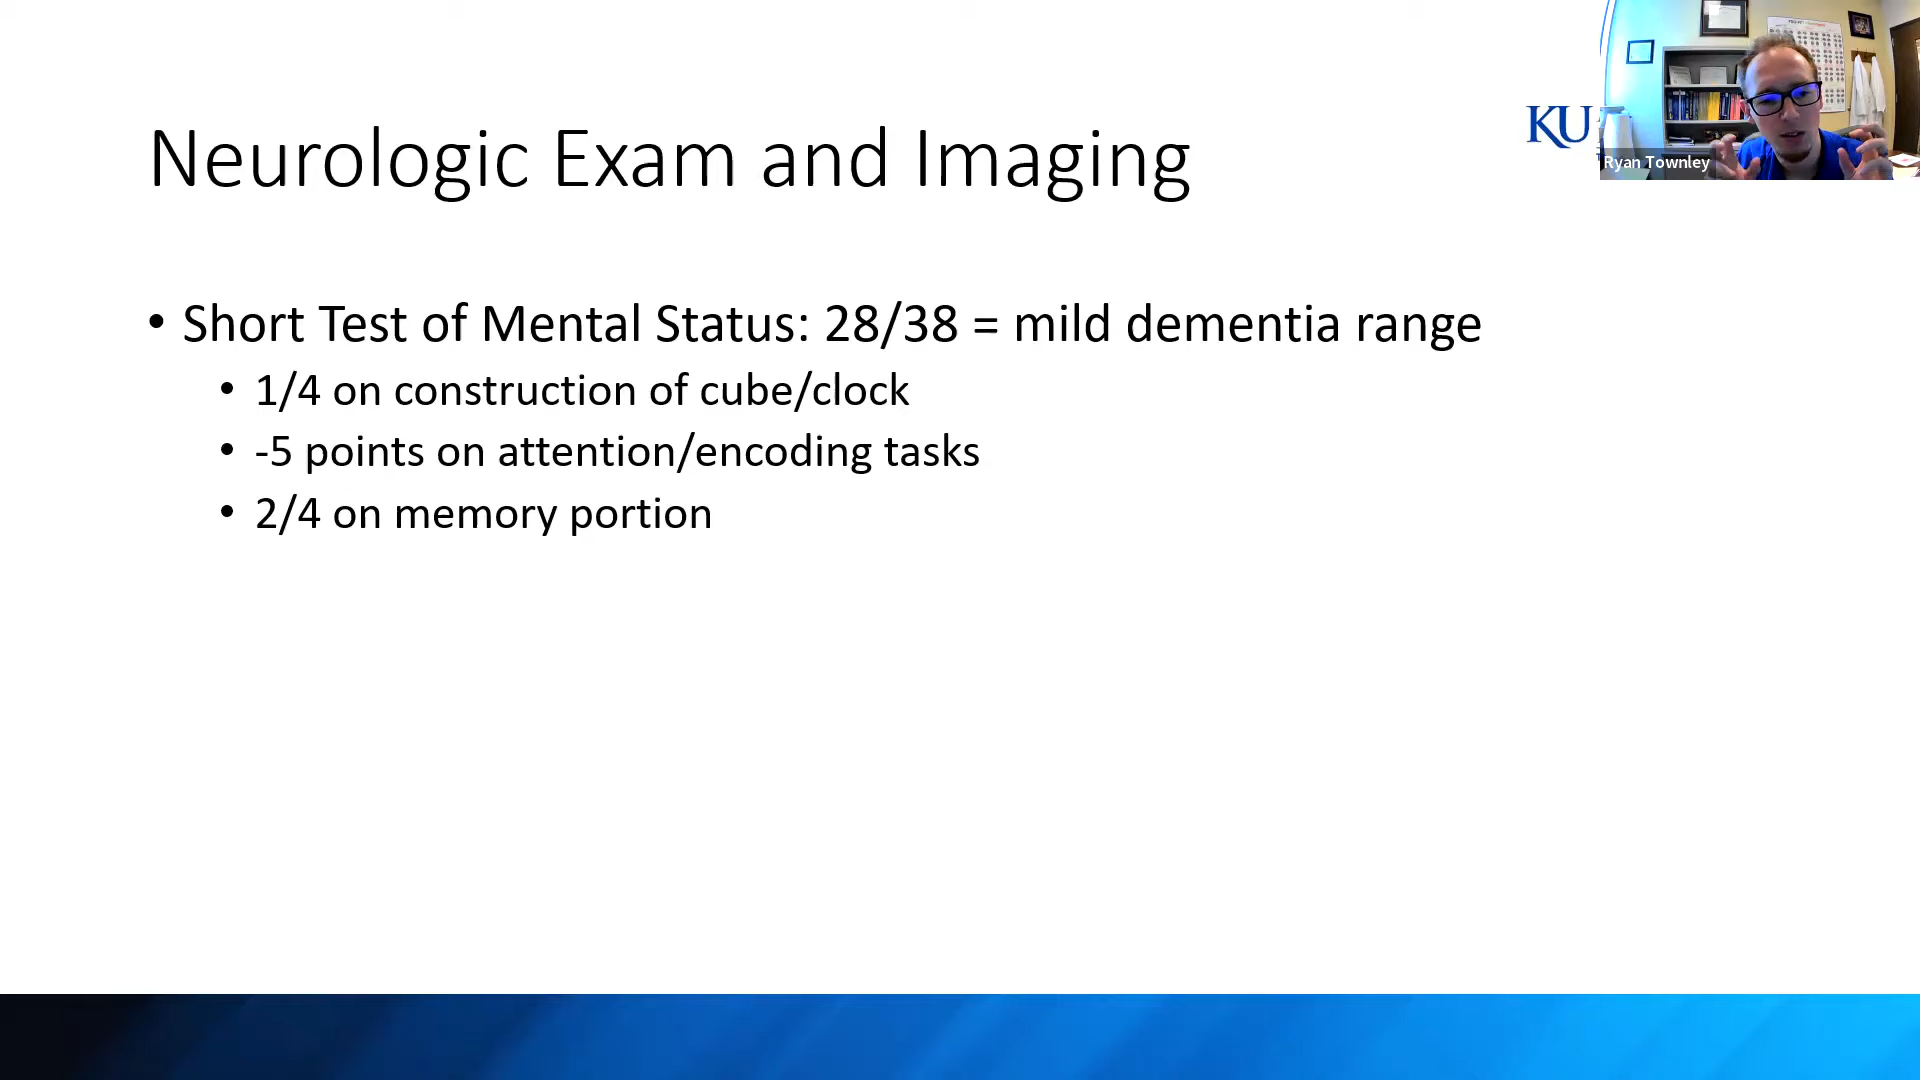 Neurologic Exam and Imaging
KU
Ryan Townley
• Short Test of Mental Status: 28/38 = mild dementia range
• 1/4 on construction of cube/clock
• -5 points on attention/encoding tasks
• 2/4 on memory portion